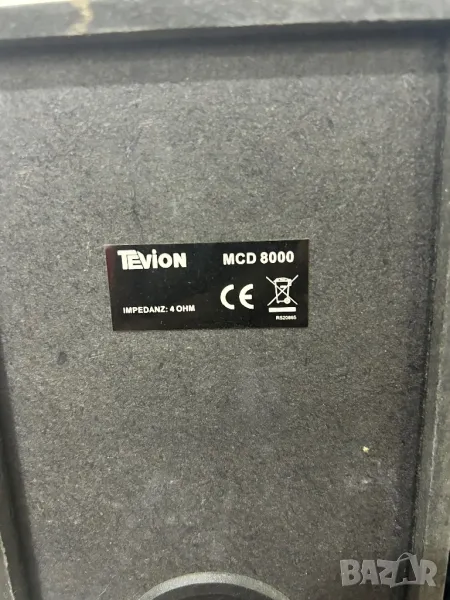 TEVION MCD 8000
CE
IMPEDANZ: 4 OHM
RS20865
BAZAR